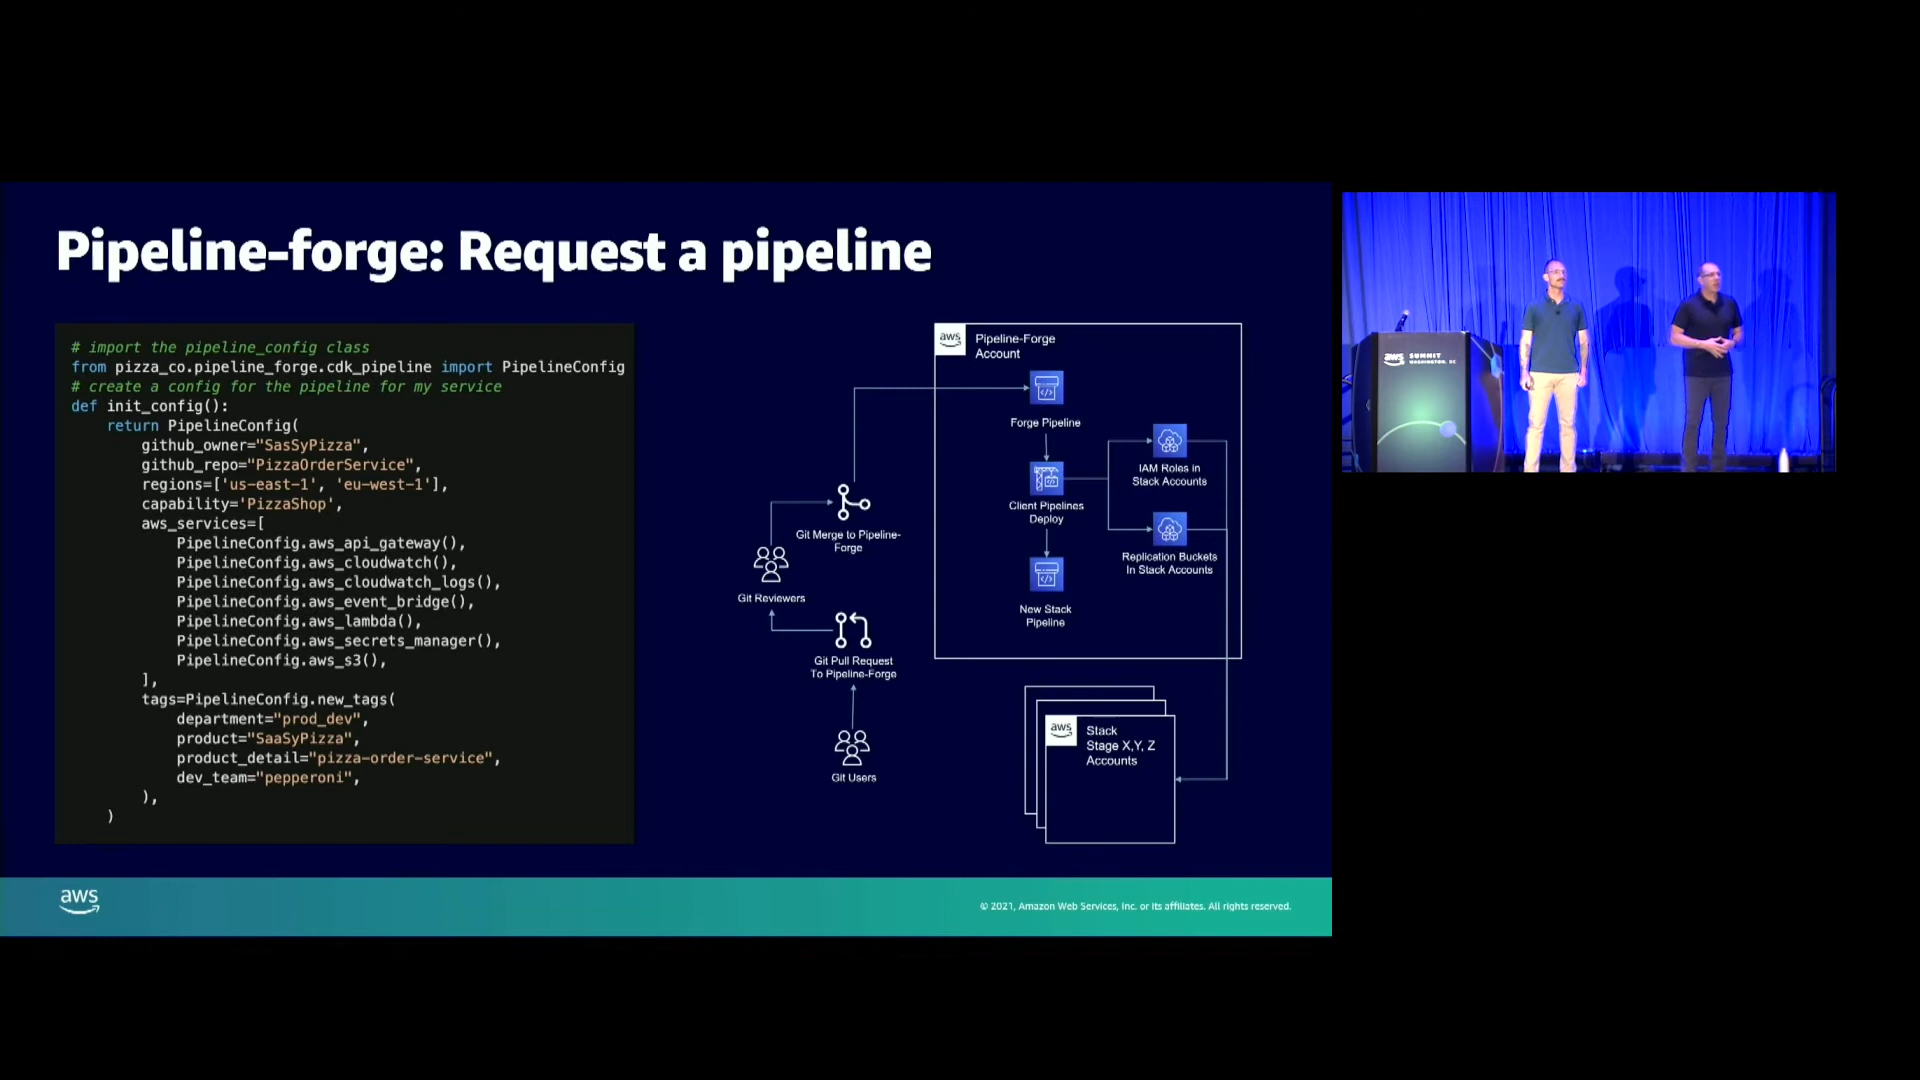 Pipeline-forge: Request a pipeline
# import the pipeline_config class
from pizza_co.pipeline_forge.cdk_pipeline import PipelineConfig
# create a config for the pipeline for my service
def init_config():
    return PipelineConfig(
        github_owner="SasSyPizza",
        github_repo="PizzaOrderService",
        regions=['us-east-1', 'eu-west-1'],
        capability='PizzaShop',
        aws_services=[
            PipelineConfig.aws_api_gateway(),
            PipelineConfig.aws_cloudwatch(),
            PipelineConfig.aws_cloudwatch_logs(),
            PipelineConfig.aws_event_bridge(),
            PipelineConfig.aws_lambda(),
            PipelineConfig.aws_secrets_manager(),
            PipelineConfig.aws_s3(),
        ],
        tags=PipelineConfig.new_tags(
            department="prod_dev",
            product="SaaSyPizza",
            product_detail="pizza-order-service",
            dev_team="pepperoni",
        ),
    )
aws
Pipeline-Forge
Account
Forge Pipeline
IAM Roles in
Stack Accounts
Client Pipelines
Deploy
Replication Buckets
In Stack Accounts
New Stack
Pipeline
Git Merge to Pipeline-
Forge
Git Reviewers
Git Pull Request
To Pipeline-Forge
Git Users
aws
Stack
Stage X,Y, Z
Accounts
aws
© 2021, Amazon Web Services, Inc. or its affiliates. All rights reserved.
aws
SUMMIT
WASHINGTON, DC